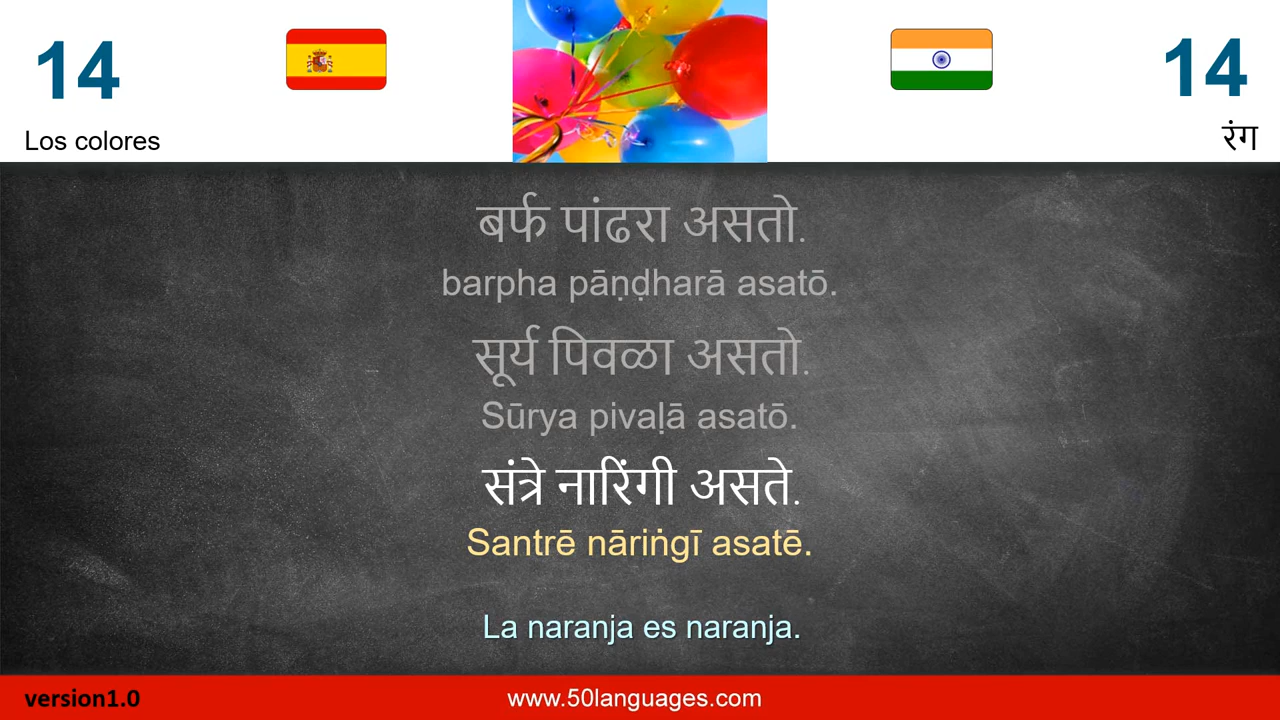 14
14
Los colores
रंग
बर्फ पांढरा असतो.
barpha pāṇḍharā asatō.
सूर्य पिवळा असतो.
Sūrya pivaḷā asatō.
संत्रे नारिंगी असते.
Santrē nāriṅgī asatē.
La naranja es naranja.
version1.0
www.50languages.com